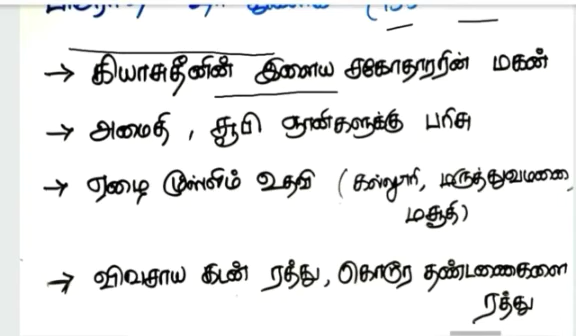 → கியாசுதீனின் இளைய சகோதரரின் மகன்
→ அமைதி, சூபி ஞானிகளுக்கு பரிசு
→ ஏழை முஸ்லிம் உதவி (கல்லூரி, மருத்துவமனை,
மசூதி)
→ விவசாய கடன் ரத்து, கொடூர தண்டணைகளை
ரத்து